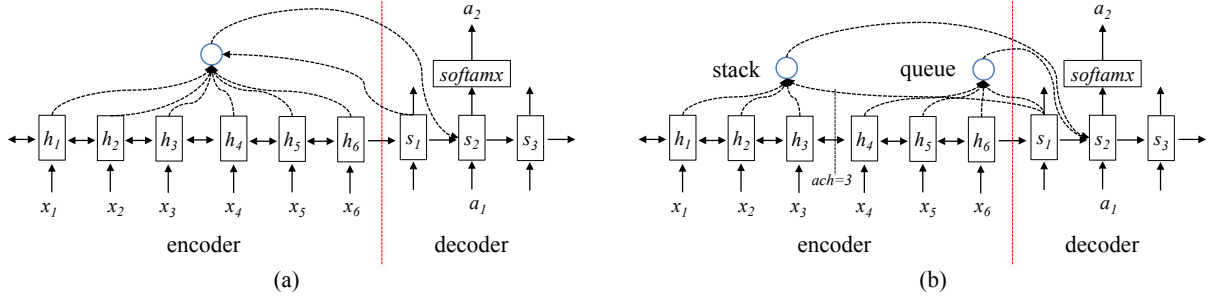 a₂
softamx
h₁ h₂ h₃ h₄ h₅ h₆ s₁ s₂ s₃
x₁ x₂ x₃ x₄ x₅ x₆ a₁
encoder decoder
(a)
a₂
stack queue softamx
h₁ h₂ h₃ h₄ h₅ h₆ s₁ s₂ s₃
ach=3
x₁ x₂ x₃ x₄ x₅ x₆ a₁
encoder decoder
(b)